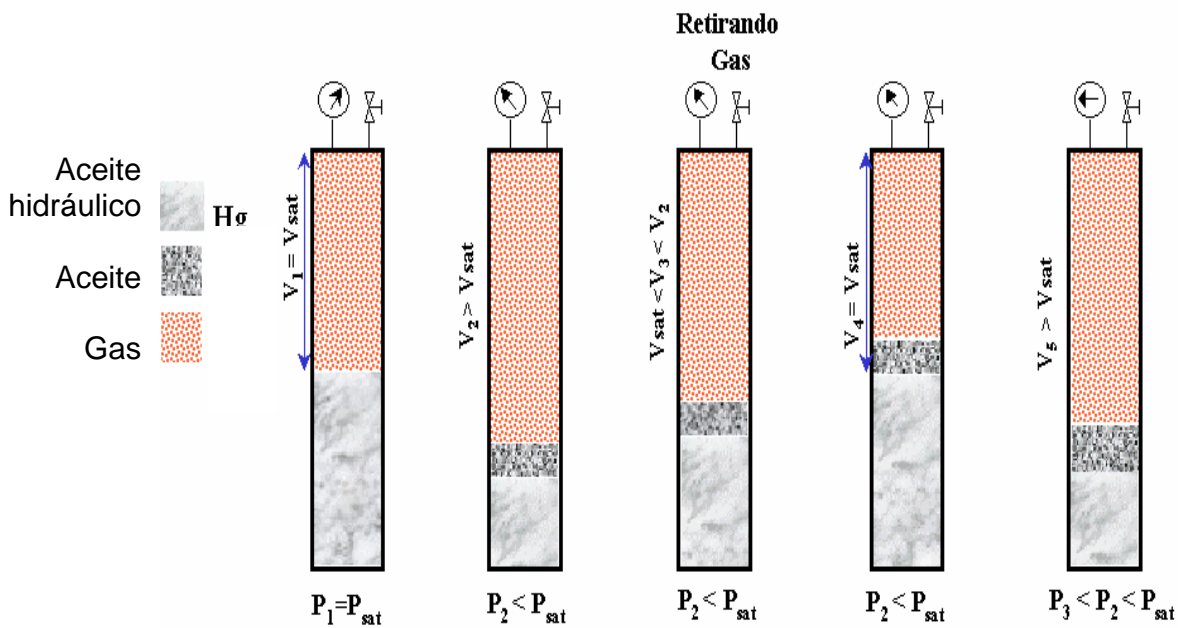 Retirando
Gas
Aceite
hidráulico
Hg
Aceite
Gas
V1 = Vsat
V2 > Vsat
Vsat < V3 < V2
V4 = Vsat
V5 > Vsat
P1=Psat
P2 < Psat
P2 < Psat
P2 < Psat
P3 < P2 < Psat